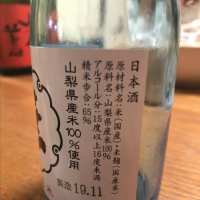 日本酒
原材料名:米(国産)・米麹(国産米)
原料米名:山梨県産米100%
アルコール分:15度以上16度未満
精米歩合:65%
山梨県産米100%使用
製造 19.11